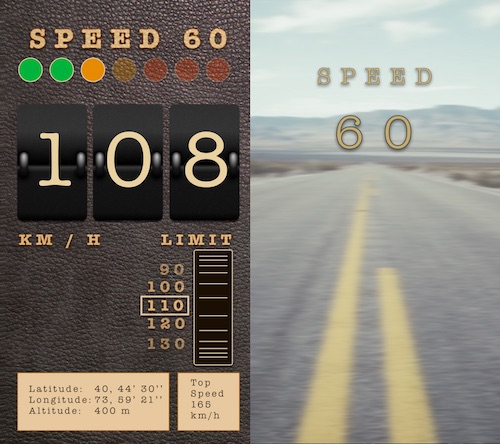 SPEED 60
108
KM / H
LIMIT
90
100
110
120
130
Latitude: 40, 44' 30''
Longitude: 73, 59' 21''
Altitude: 400 m
Top
Speed
165
km/h
SPEED
60